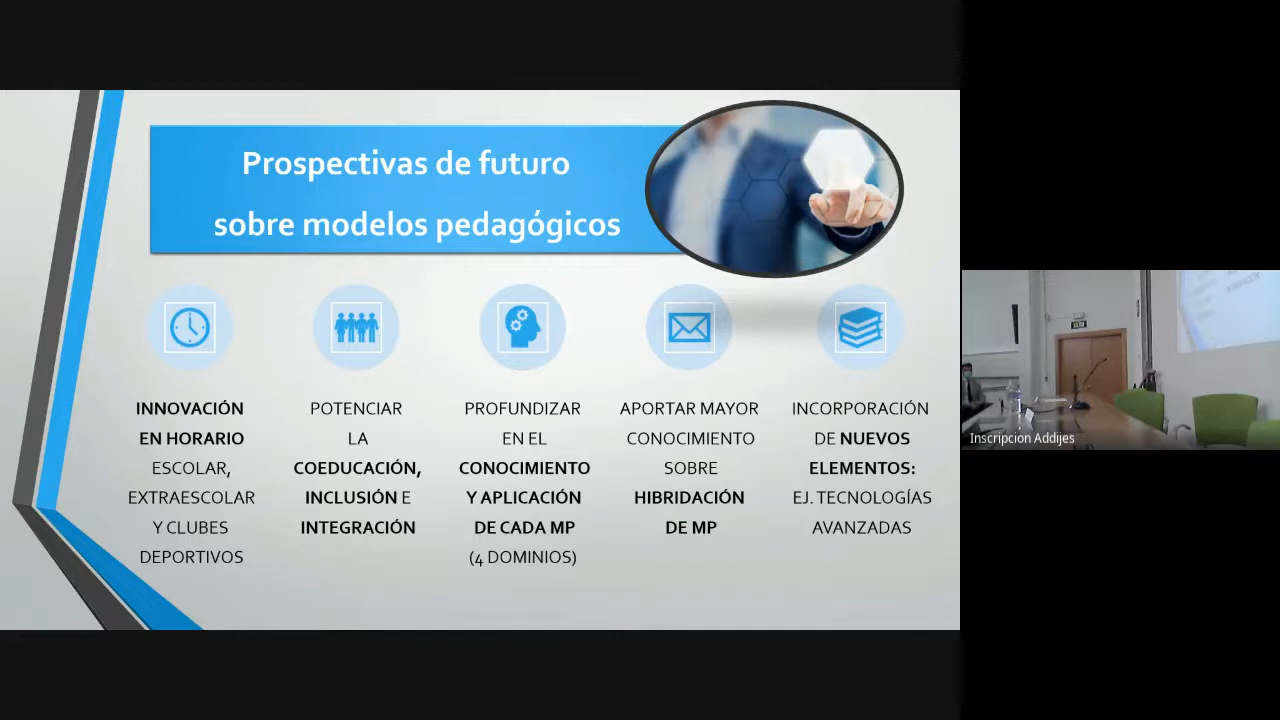 Prospectivas de futuro
sobre modelos pedagógicos
INNOVACIÓN
EN HORARIO
ESCOLAR,
EXTRAESCOLAR
Y CLUBES
DEPORTIVOS
POTENCIAR
LA
COEDUCACIÓN,
INCLUSIÓN E
INTEGRACIÓN
PROFUNDIZAR
EN EL
CONOCIMIENTO
Y APLICACIÓN
DE CADA MP
(4 DOMINIOS)
APORTAR MAYOR
CONOCIMIENTO
SOBRE
HIBRIDACIÓN
DE MP
INCORPORACIÓN
DE NUEVOS
ELEMENTOS:
EJ. TECNOLOGÍAS
AVANZADAS
Inscripcion Addijes